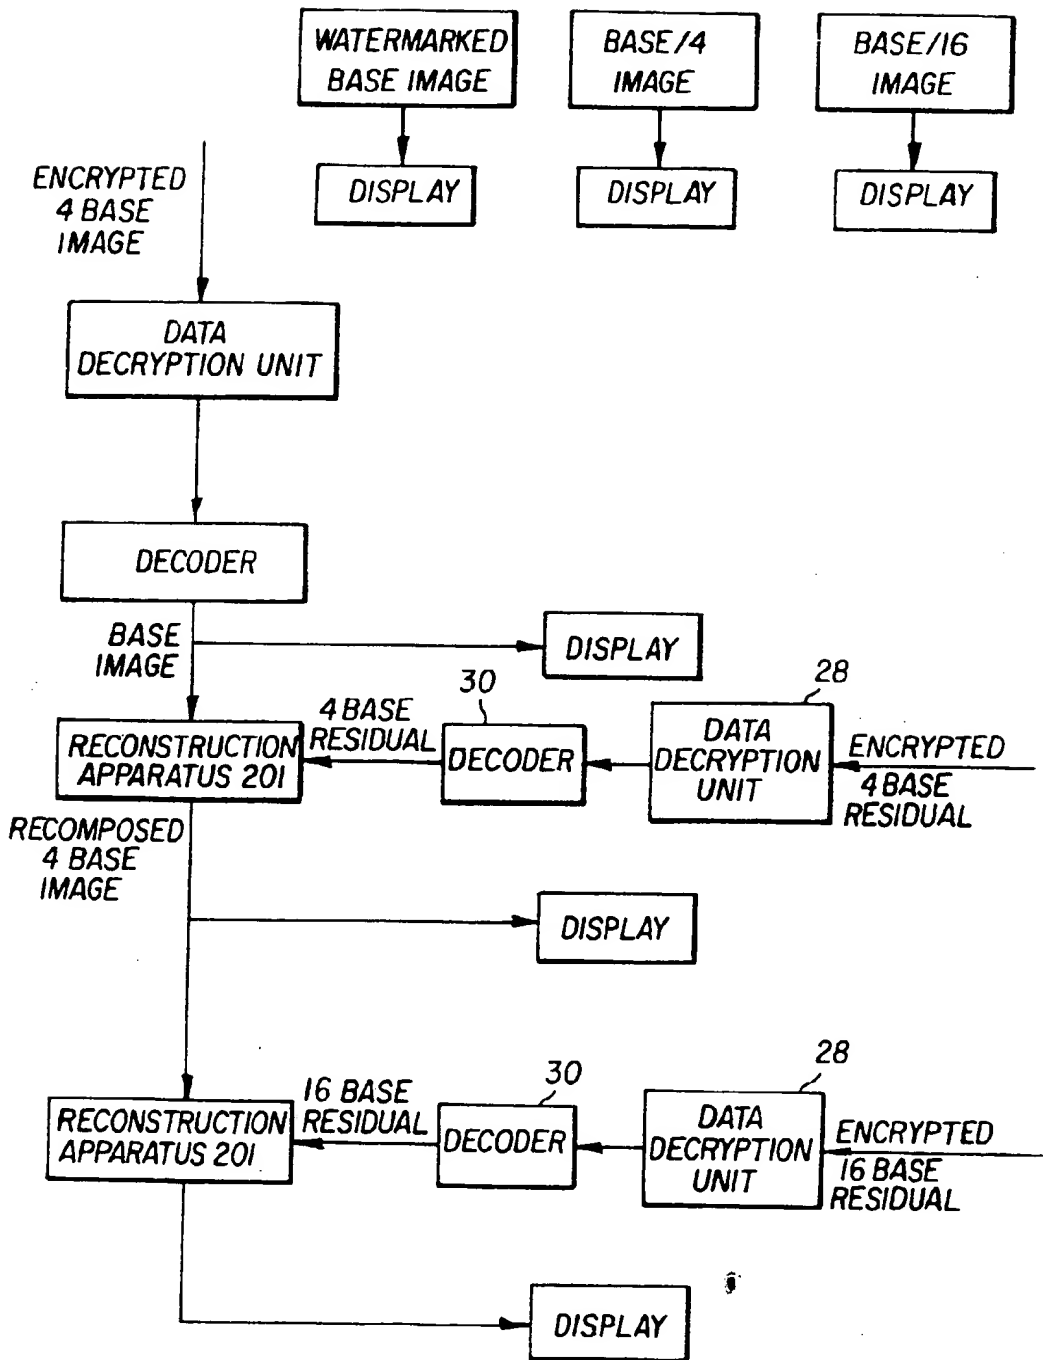 WATERMARKED
BASE IMAGE
BASE/4
IMAGE
BASE/16
IMAGE
DISPLAY
DISPLAY
DISPLAY
ENCRYPTED
4 BASE
IMAGE
DATA
DECRYPTION UNIT
DECODER
BASE
IMAGE
DISPLAY
RECONSTRUCTION
APPARATUS 201
4 BASE
RESIDUAL
30
DECODER
28
DATA
DECRYPTION
UNIT
ENCRYPTED
4 BASE
RESIDUAL
RECOMPOSED
4 BASE
IMAGE
DISPLAY
RECONSTRUCTION
APPARATUS 201
16 BASE
RESIDUAL
30
DECODER
28
DATA
DECRYPTION
UNIT
ENCRYPTED
16 BASE
RESIDUAL
DISPLAY